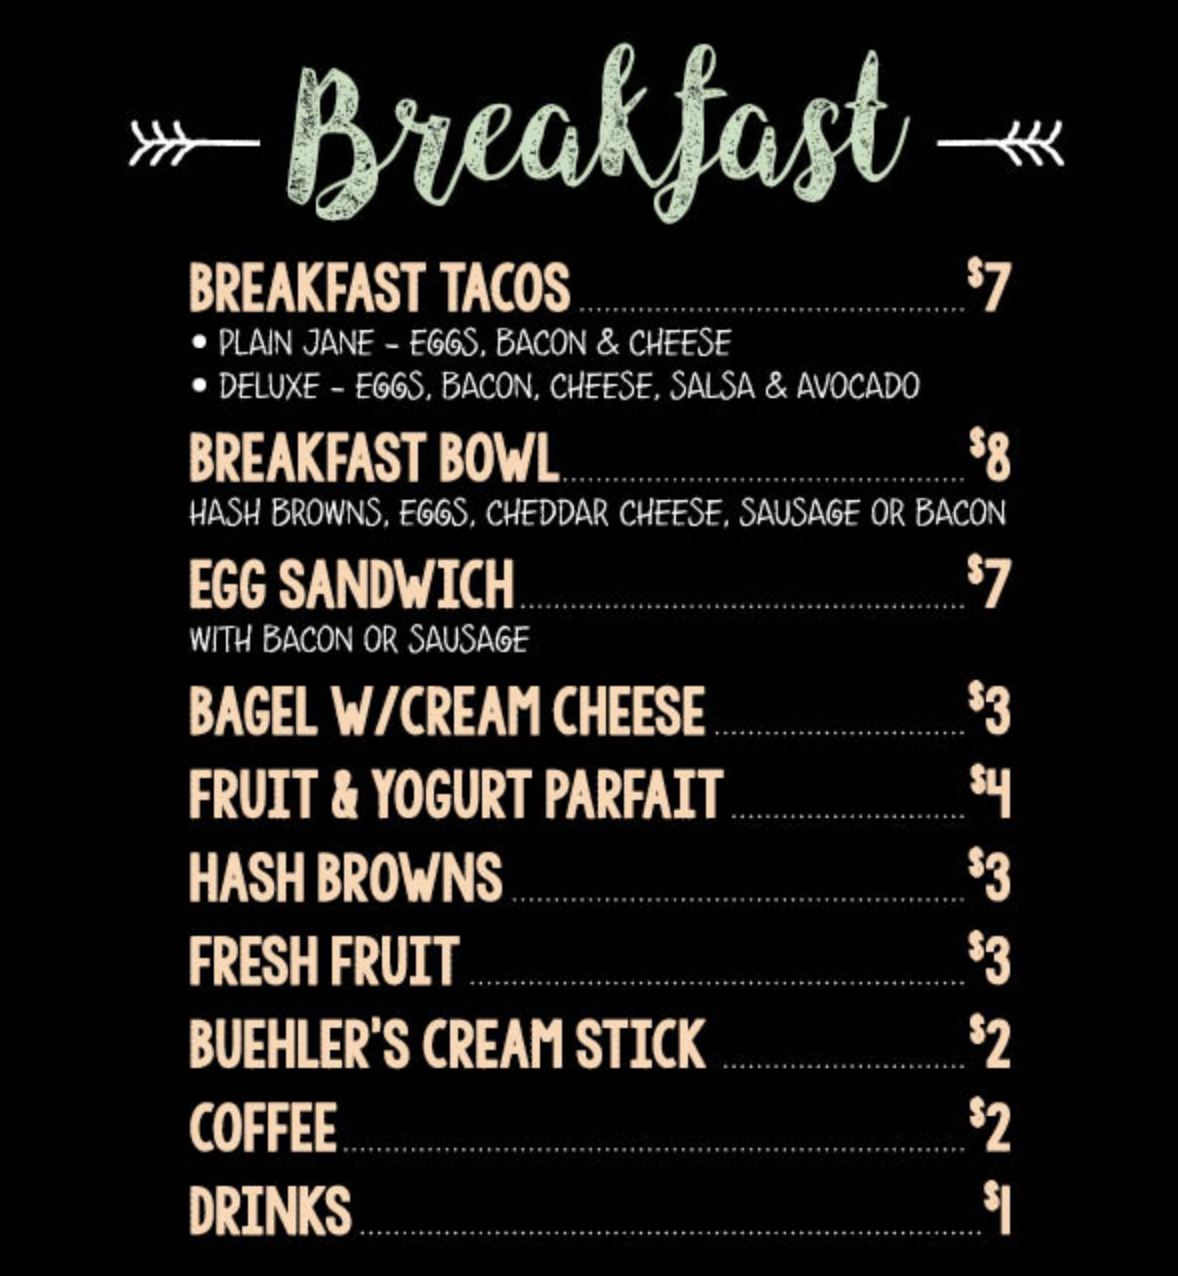 Breakfast
BREAKFAST TACOS $7
• PLAIN JANE - EGGS, BACON & CHEESE
• DELUXE - EGGS, BACON, CHEESE, SALSA & AVOCADO
BREAKFAST BOWL $8
HASH BROWNS, EGGS, CHEDDAR CHEESE, SAUSAGE OR BACON
EGG SANDWICH $7
WITH BACON OR SAUSAGE
BAGEL W/CREAM CHEESE $3
FRUIT & YOGURT PARFAIT $4
HASH BROWNS $3
FRESH FRUIT $3
BUEHLER'S CREAM STICK $2
COFFEE $2
DRINKS $1